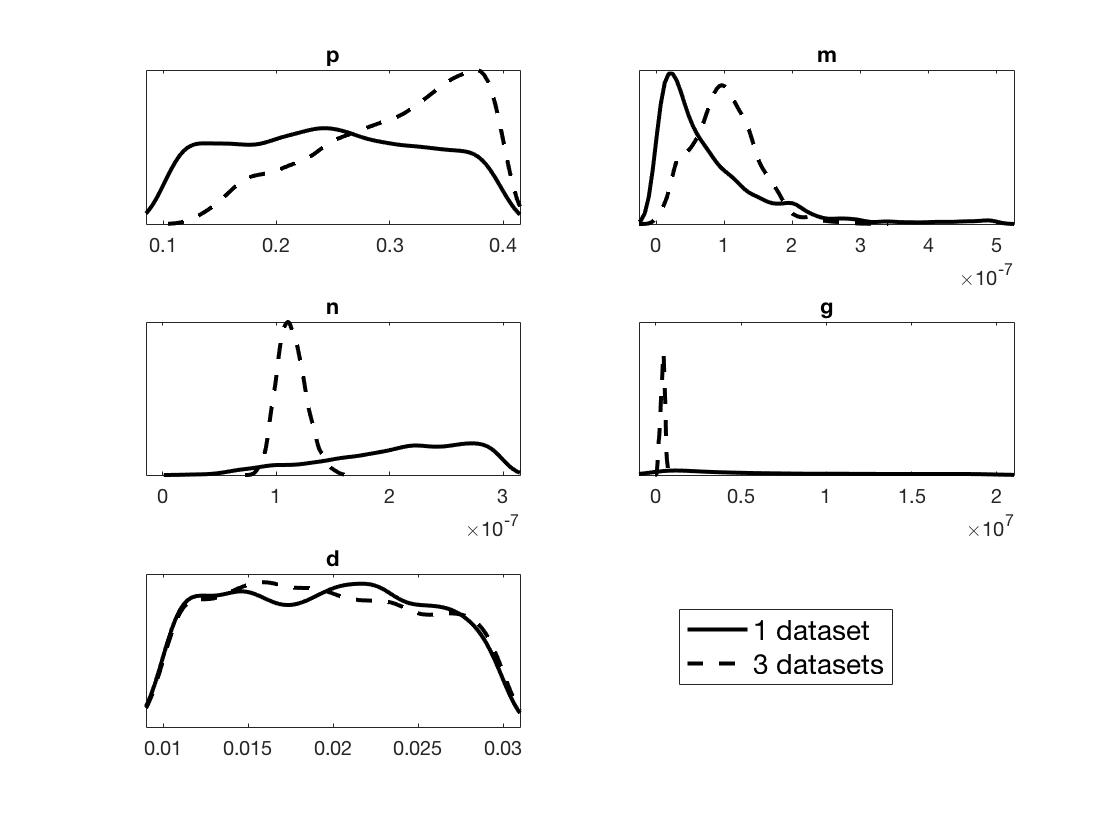 p
0.1 0.2 0.3 0.4
m
0 1 2 3 4 5
×10-7
n
0 1 2 3
×10-7
g
0 0.5 1 1.5 2
×107
d
0.01 0.015 0.02 0.025 0.03
1 dataset
3 datasets